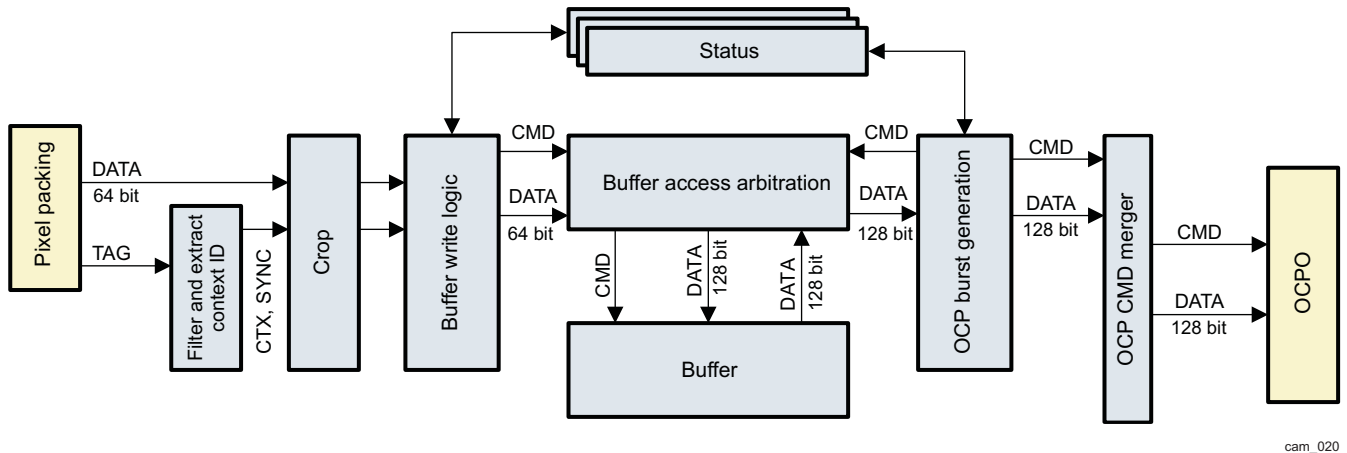 Status
Pixel packing
DATA
64 bit
TAG
Filter and extract
context ID
CTX, SYNC
Crop
Buffer write logic
CMD
DATA
64 bit
Buffer access arbitration
CMD
DATA
128 bit
CMD
DATA
128 bit
DATA
128 bit
Buffer
OCP burst generation
CMD
DATA
128 bit
OCP CMD merger
CMD
DATA
128 bit
OCPO
cam_020